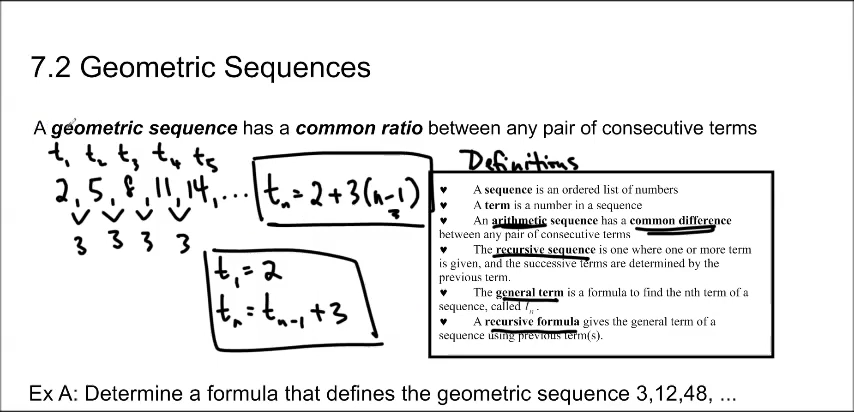 7.2 Geometric Sequences
A geometric sequence has a common ratio between any pair of consecutive terms
t₁ t₂ t₃ t₄ t₅
2, 5, 8, 11, 14, ...
3 3 3 3
tₙ = 2 + 3(n-1)
t₁ = 2
tₙ = tₙ₋₁ + 3
Definitions
♥ A sequence is an ordered list of numbers
♥ A term is a number in a sequence
♥ An arithmetic sequence has a common difference
between any pair of consecutive terms
♥ The recursive sequence is one where one or more term
is given, and the successive terms are determined by the
previous term.
♥ The general term is a formula to find the nth term of a
sequence, called tₙ.
♥ A recursive formula gives the general term of a
sequence using previous term(s).
Ex A: Determine a formula that defines the geometric sequence 3,12,48, ...